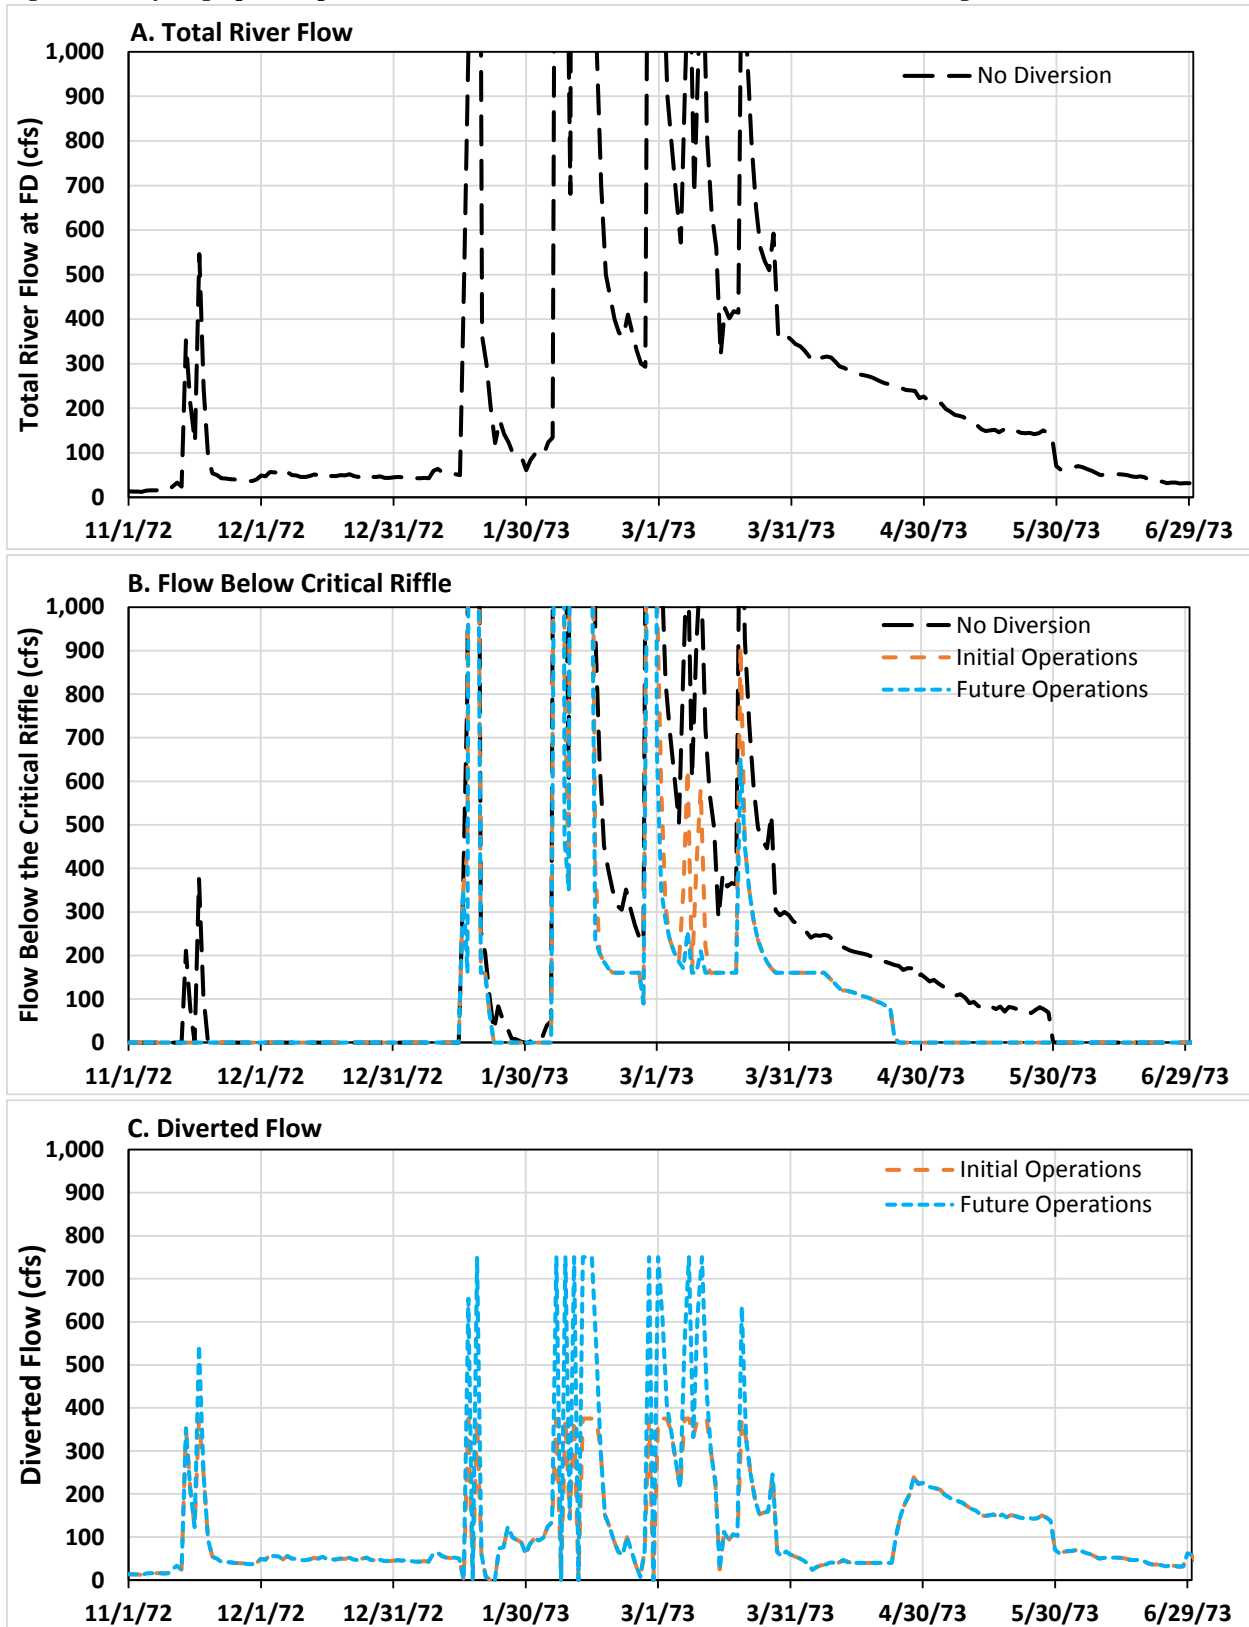 A. Total River Flow
No Diversion
Total River Flow at FD (cfs)
1,000
900
800
700
600
500
400
300
200
100
0
11/1/72 12/1/72 12/31/72 1/30/73 3/1/73 3/31/73 4/30/73 5/30/73 6/29/73
B. Flow Below Critical Riffle
No Diversion
Initial Operations
Future Operations
Flow Below the Critical Riffle (cfs)
1,000
900
800
700
600
500
400
300
200
100
0
11/1/72 12/1/72 12/31/72 1/30/73 3/1/73 3/31/73 4/30/73 5/30/73 6/29/73
C. Diverted Flow
Initial Operations
Future Operations
Diverted Flow (cfs)
1,000
900
800
700
600
500
400
300
200
100
0
11/1/72 12/1/72 12/31/72 1/30/73 3/1/73 3/31/73 4/30/73 5/30/73 6/29/73